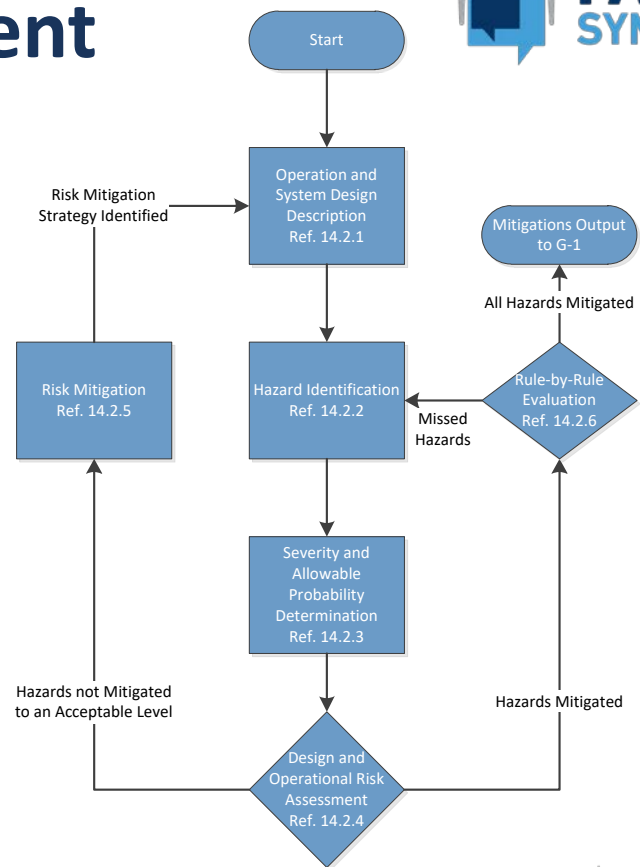 ent
SYN
Start
Operation and
System Design
Description
Ref. 14.2.1
Risk Mitigation
Strategy Identified
Mitigations Output
to G-1
All Hazards Mitigated
Risk Mitigation
Ref. 14.2.5
Hazard Identification
Ref. 14.2.2
Rule-by-Rule
Evaluation
Ref. 14.2.6
Missed
Hazards
Severity and
Allowable
Probability
Determination
Ref. 14.2.3
Hazards not Mitigated
to an Acceptable Level
Hazards Mitigated
Design and
Operational Risk
Assessment
Ref. 14.2.4